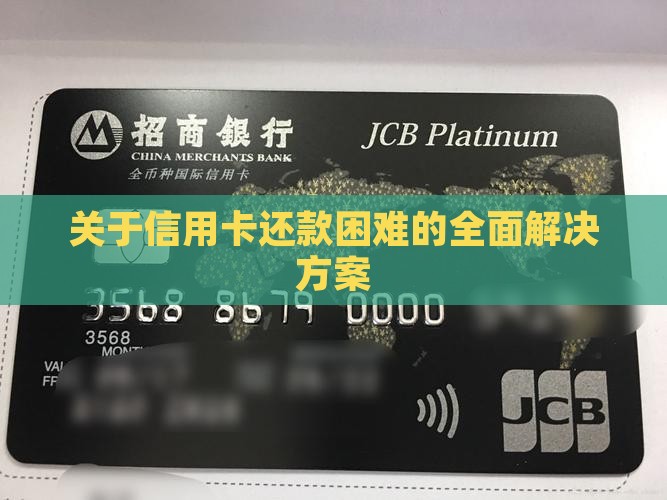 招商銀行
CHINA MERCHANTS BANK
全币种国际信用卡
JCB Platinum
关于信用卡还款困难的全面解决
方案
3568 8679 0000
3568
JCB